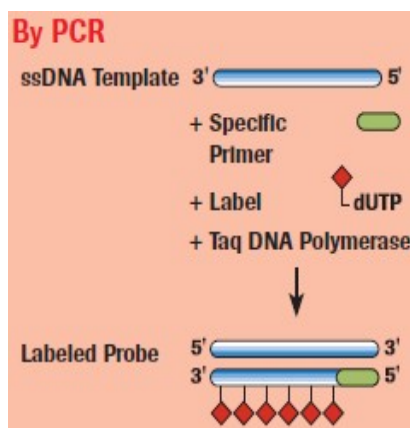 By PCR
ssDNA Template 3' 5'
+ Specific
Primer
+ Label dUTP
+ Taq DNA Polymerase
5' 3'
Labeled Probe
3' 5'